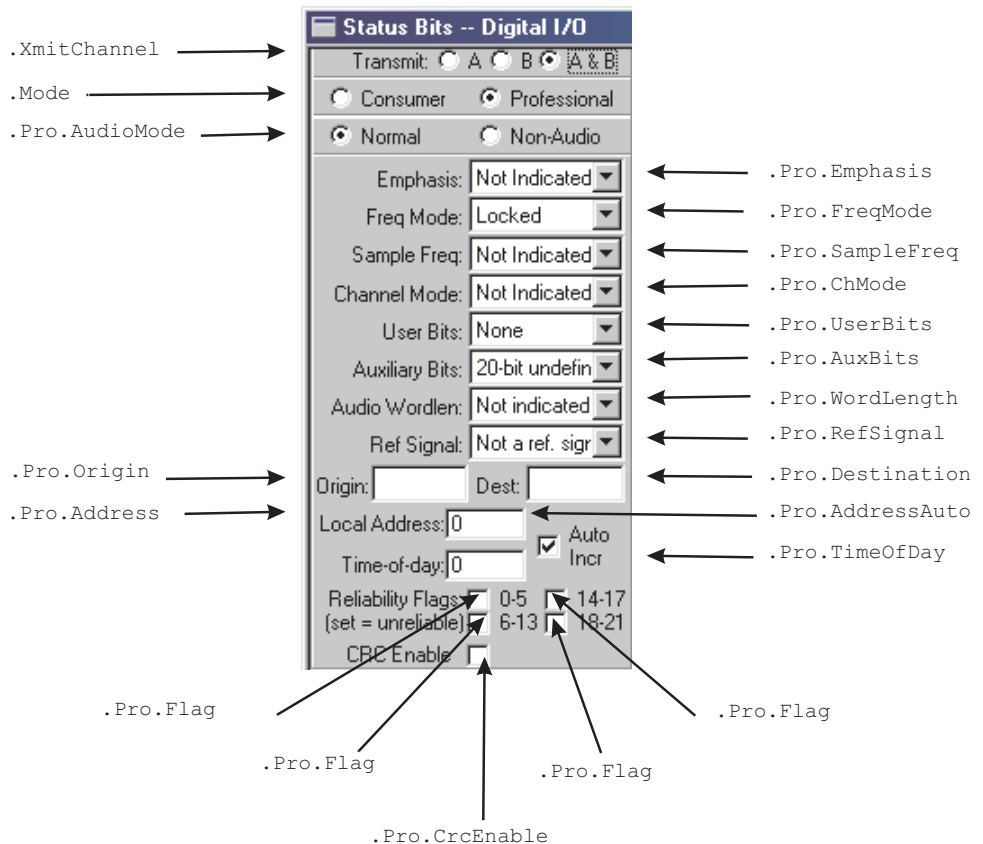 Status Bits -- Digital I/O
.XmitChannel
Transmit: A B A & B
.Mode
Consumer Professional
.Pro.AudioMode
Normal Non-Audio
Emphasis: Not Indicated
.Pro.Emphasis
Freq Mode: Locked
.Pro.FreqMode
Sample Freq: Not Indicated
.Pro.SampleFreq
Channel Mode: Not Indicated
.Pro.ChMode
User Bits: None
.Pro.UserBits
Auxiliary Bits: 20-bit undefin
.Pro.AuxBits
Audio Wordlen: Not indicated
.Pro.WordLength
Ref Signal: Not a ref. sigr
.Pro.RefSignal
.Pro.Origin
Origin: Dest:
.Pro.Destination
.Pro.Address
Local Address: 0
.Pro.AddressAuto
Auto
Incr
Time-of-day: 0
.Pro.TimeOfDay
Reliability Flags: 0-5 14-17
(set = unreliable) 6-13 18-21
CRC Enable
.Pro.Flag
.Pro.Flag
.Pro.Flag
.Pro.Flag
.Pro.CrcEnable